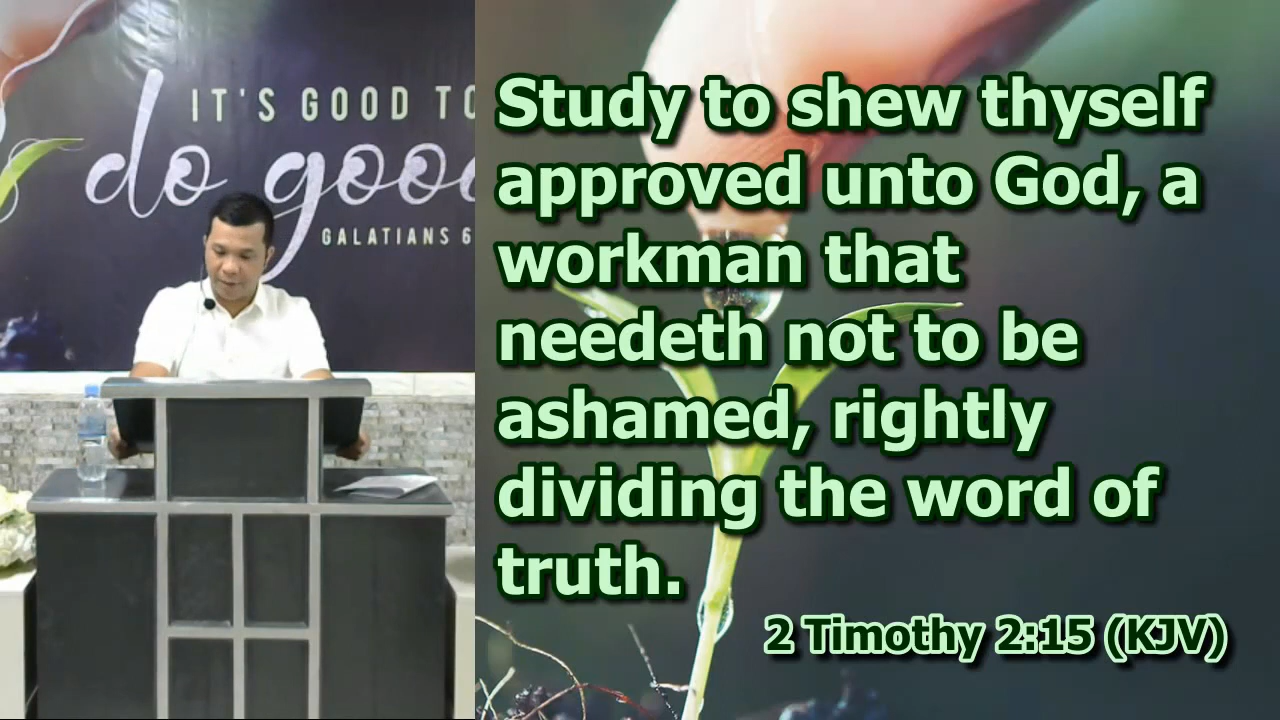 IT'S GOOD TO
do good
GALATIANS 6
Study to shew thyself
approved unto God, a
workman that
needeth not to be
ashamed, rightly
dividing the word of
truth.
2 Timothy 2:15 (KJV)